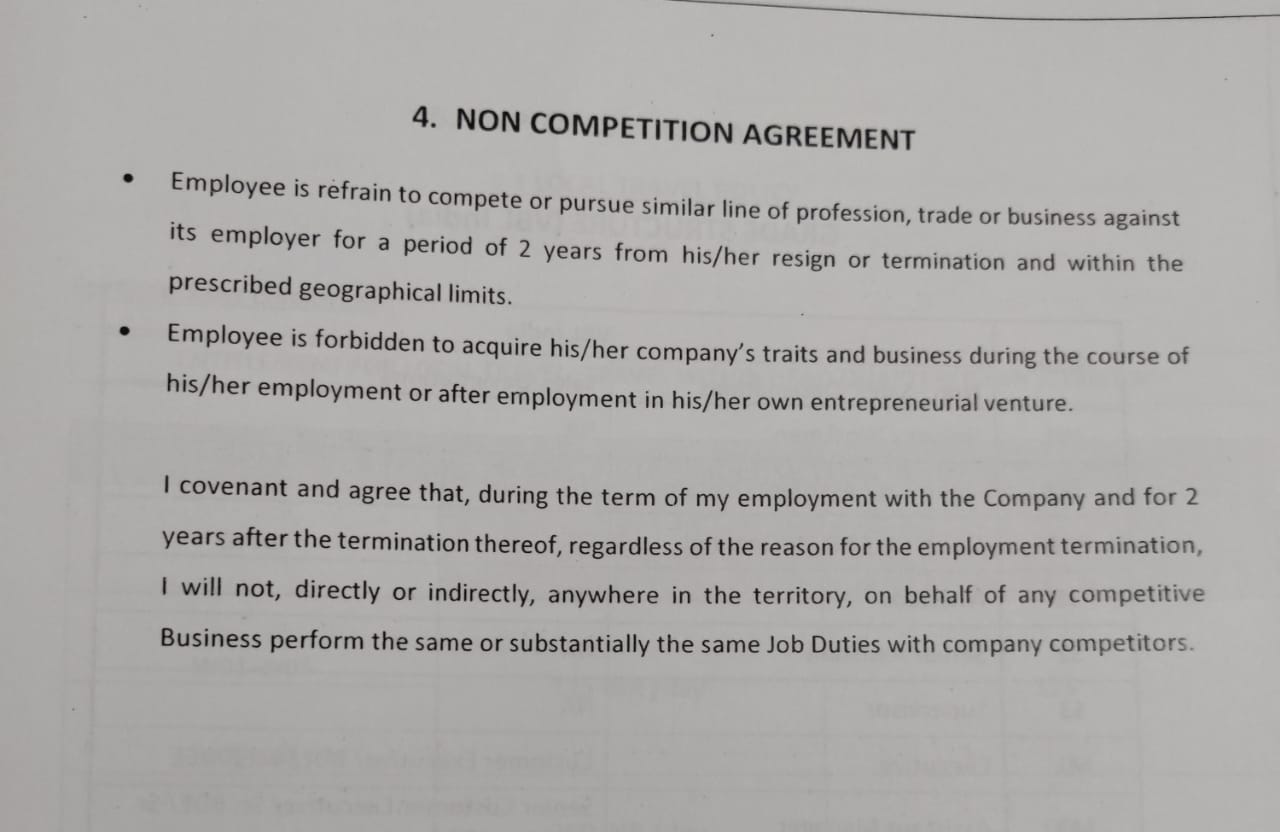 4. NON COMPETITION AGREEMENT
• Employee is refrain to compete or pursue similar line of profession, trade or business against
its employer for a period of 2 years from his/her resign or termination and within the
prescribed geographical limits.
• Employee is forbidden to acquire his/her company's traits and business during the course of
his/her employment or after employment in his/her own entrepreneurial venture.
I covenant and agree that, during the term of my employment with the Company and for 2
years after the termination thereof, regardless of the reason for the employment termination,
I will not, directly or indirectly, anywhere in the territory, on behalf of any competitive
Business perform the same or substantially the same Job Duties with company competitors.